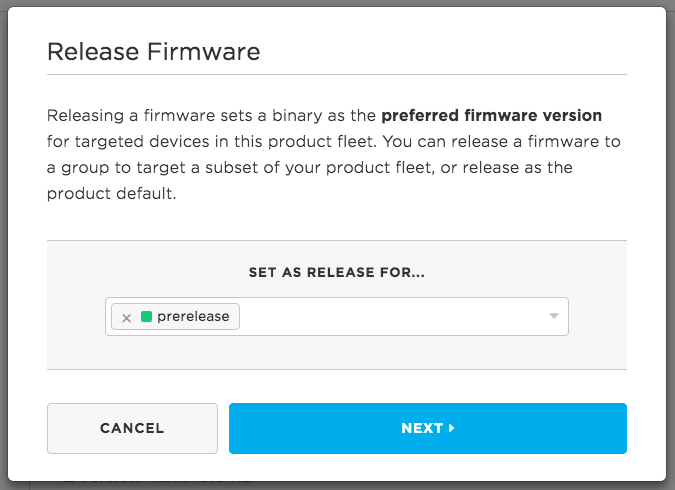 Release Firmware
Releasing a firmware sets a binary as the preferred firmware version
for targeted devices in this product fleet. You can release a firmware to
a group to target a subset of your product fleet, or release as the
product default.
SET AS RELEASE FOR...
× prerelease
CANCEL
NEXT